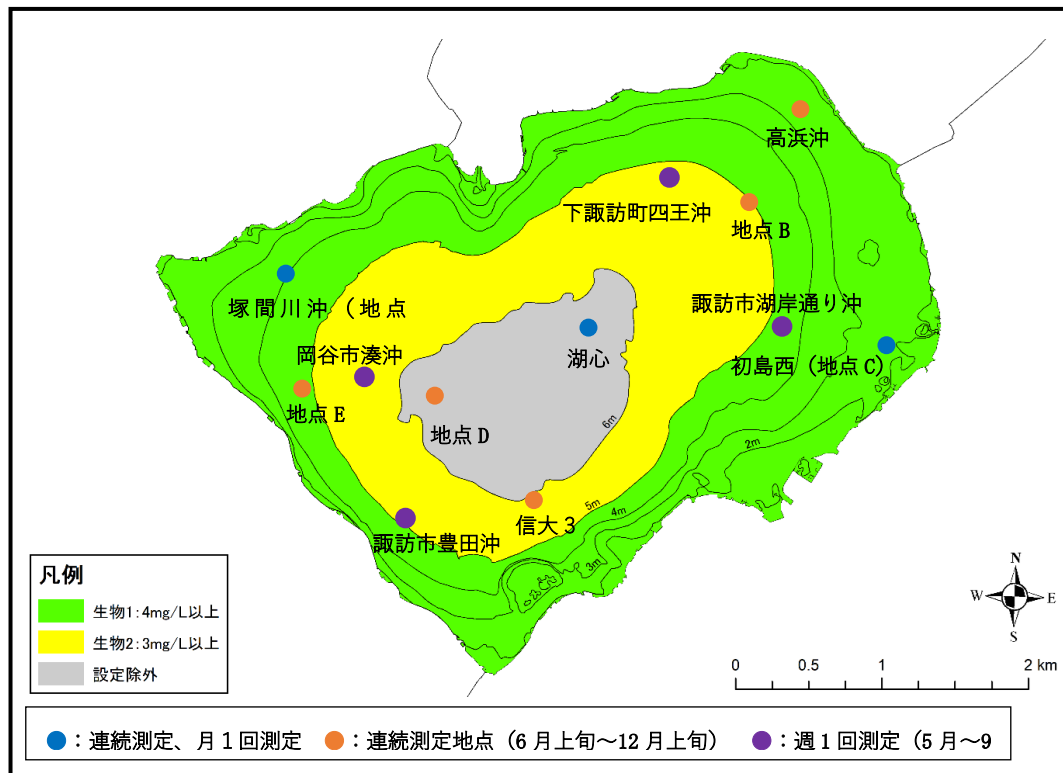 高浜沖
下諏訪町四王沖
地点 B
塚間川沖（地点
諏訪市湖岸通り沖
岡谷市湊沖
湖心
初島西（地点 C）
地点 E
地点 D
6m
2m
信大３
5m
4m
諏訪市豊田沖
3m
凡例
生物1：4mg/L以上
生物2：3mg/L以上
設定除外
N
W E
S
0 0.5 1 2 km
：連続測定、月１回測定 ：連続測定地点（6 月上旬～12 月上旬） ：週 1 回測定（5 月～9